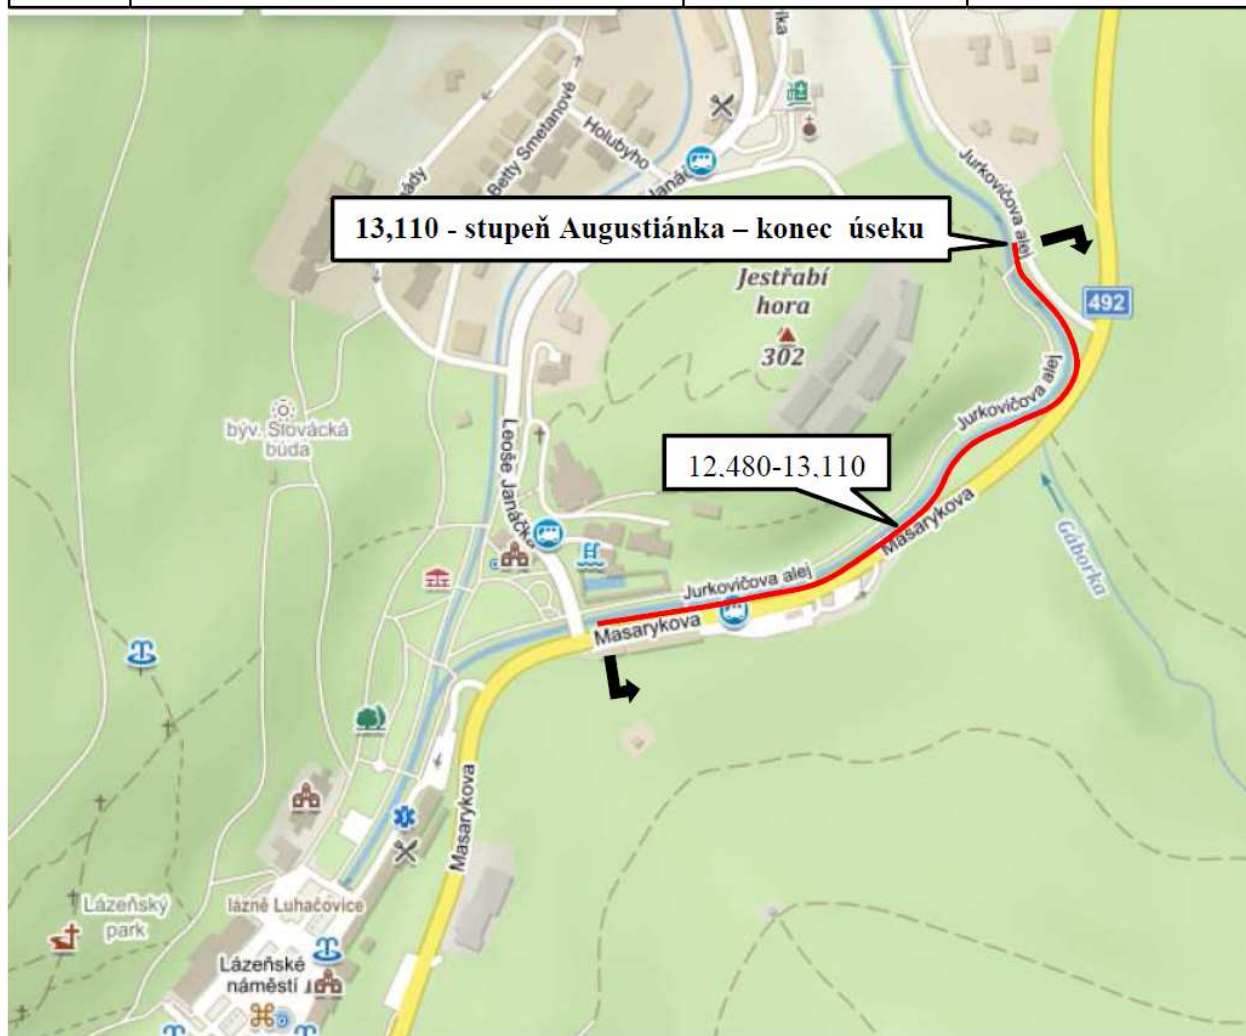 Betty Smetanové
Holubyho
Jurkovičova alej
13,110 - stupeň Augustiánka – konec úseku
Jestřabí
hora
302
492
Jurkovičova alej
býv. Slovácká
búda
Leoše Janáčka
12,480-13,110
Masarykova
Gáborka
Jurkovičova alej
Masarykova
Masarykova
Lázeňský
park
lázně Luhačovice
Lázeňské
náměstí